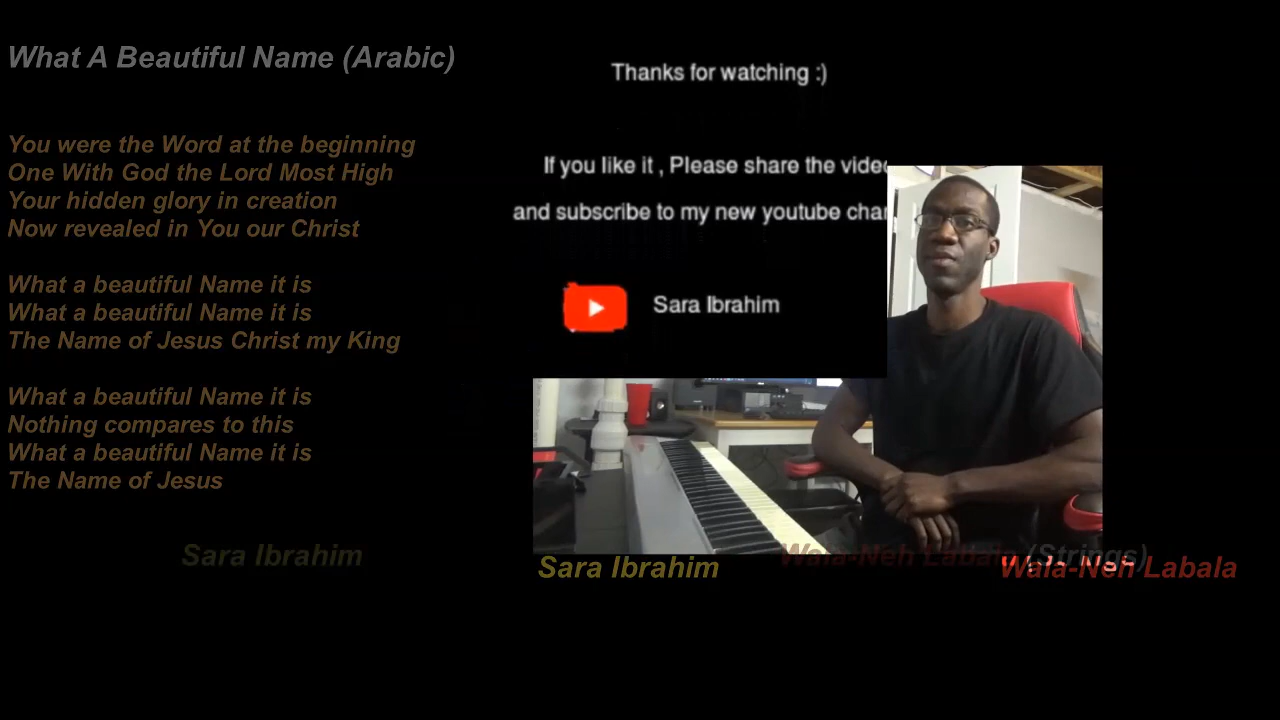 What A Beautiful Name (Arabic)
You were the Word at the beginning
One With God the Lord Most High
Your hidden glory in creation
Now revealed in You our Christ
What a beautiful Name it is
What a beautiful Name it is
The Name of Jesus Christ my King
What a beautiful Name it is
Nothing compares to this
What a beautiful Name it is
The Name of Jesus
Thanks for watching :)
If you like it , Please share the video
and subscribe to my new youtube
Sara Ibrahim
Sara Ibrahim
Wala-Neh Labala (Strings)
Sara Ibrahim
Wala-Neh Labala